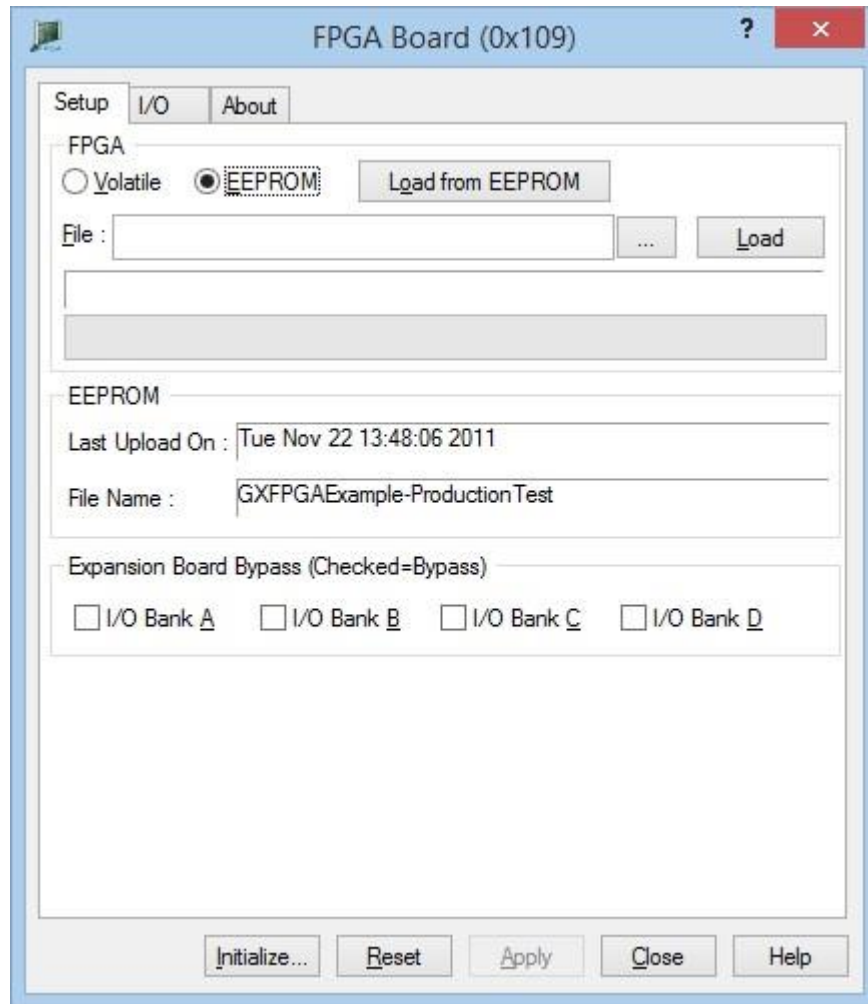 FPGA Board (0x109)
? ×
Setup I/O About
FPGA
Volatile EEPROM Load from EEPROM
File : ... Load
EEPROM
Last Upload On : Tue Nov 22 13:48:06 2011
File Name : GXFPGAExample-ProductionTest
Expansion Board Bypass (Checked=Bypass)
I/O Bank A I/O Bank B I/O Bank C I/O Bank D
Initialize... Reset Apply Close Help